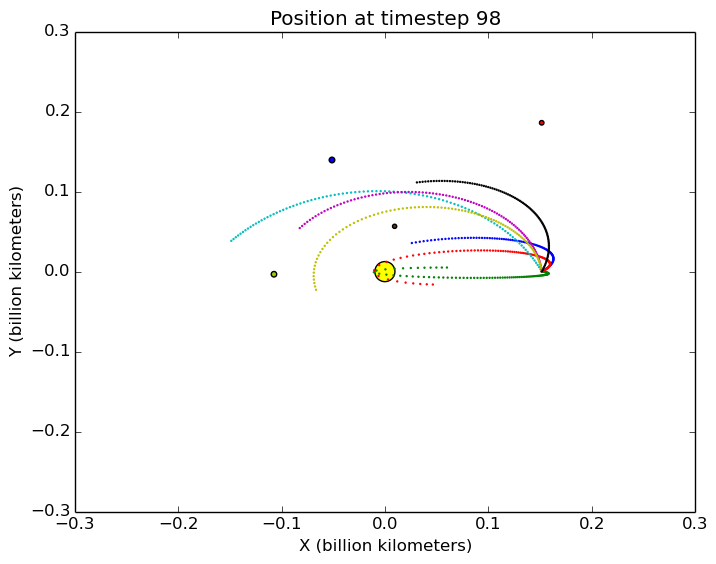 Position at timestep 98
0.3
0.2
0.1
0.0
−0.1
−0.2
−0.3
−0.3 −0.2 −0.1 0.0 0.1 0.2 0.3
X (billion kilometers)
Y (billion kilometers)